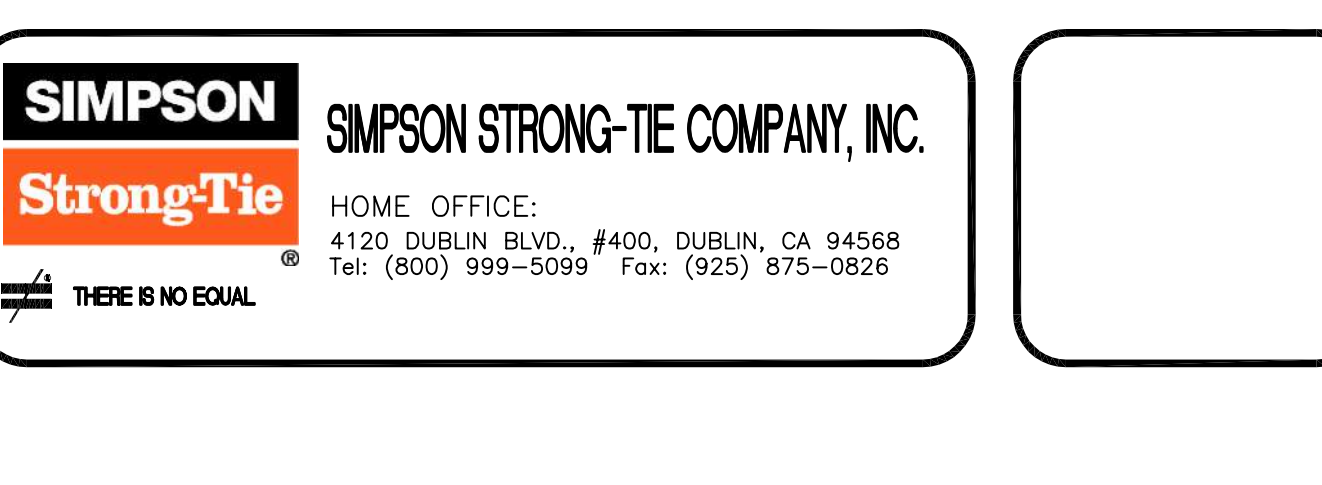 SIMPSON
Strong-Tie
®
≠® THERE IS NO EQUAL
SIMPSON STRONG-TIE COMPANY, INC.
HOME OFFICE:
4120 DUBLIN BLVD., #400, DUBLIN, CA 94568
Tel: (800) 999-5099 Fax: (925) 875-0826